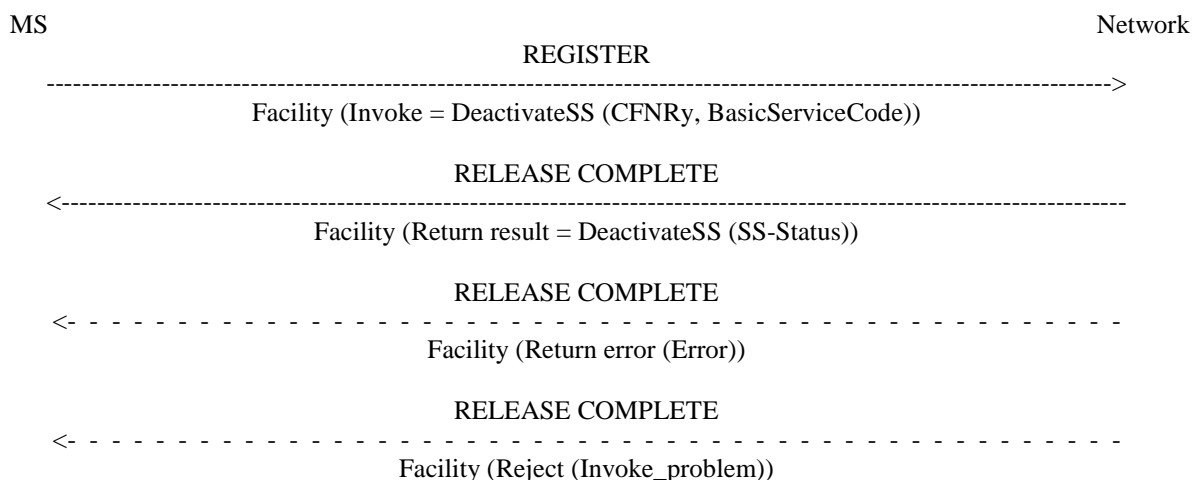 MS Network
REGISTER
Facility (Invoke = DeactivateSS (CFNRy, BasicServiceCode))
RELEASE COMPLETE
Facility (Return result = DeactivateSS (SS-Status))
RELEASE COMPLETE
Facility (Return error (Error))
RELEASE COMPLETE
Facility (Reject (Invoke_problem))